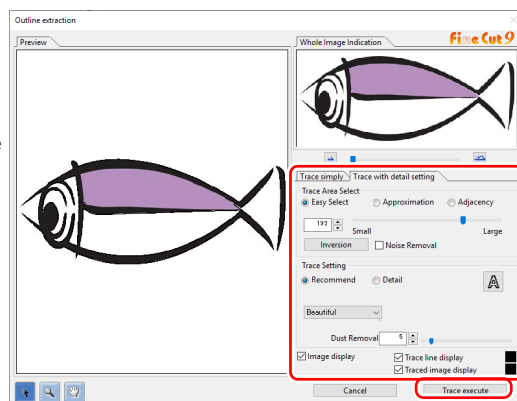 Outline extraction
Preview
Whole Image Indication
FineCut9
Trace simply
Trace with detail setting
Trace Area Select
Easy Select
Approximation
Adjacency
192
Small
Large
Inversion
Noise Removal
Trace Setting
Recommend
Detail
A
Beautiful
Dust Removal
5
Image display
Trace line display
Traced image display
Cancel
Trace execute